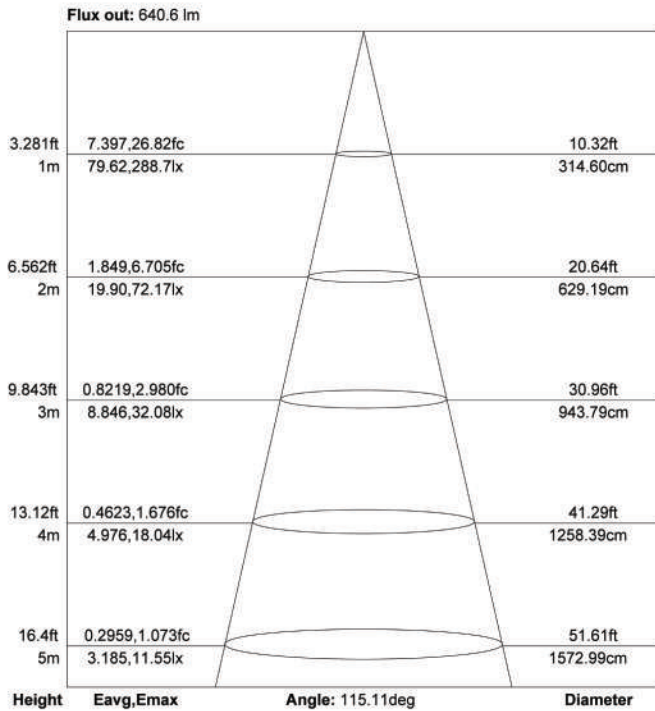 Flux out: 640.6 lm
3.281ft 7.397,26.82fc 10.32ft
1m 79.62,288.7lx 314.60cm
6.562ft 1.849,6.705fc 20.64ft
2m 19.90,72.17lx 629.19cm
9.843ft 0.8219,2.980fc 30.96ft
3m 8.846,32.08lx 943.79cm
13.12ft 0.4623,1.676fc 41.29ft
4m 4.976,18.04lx 1258.39cm
16.4ft 0.2959,1.073fc 51.61ft
5m 3.185,11.55lx 1572.99cm
Height Eavg,Emax Angle: 115.11deg Diameter